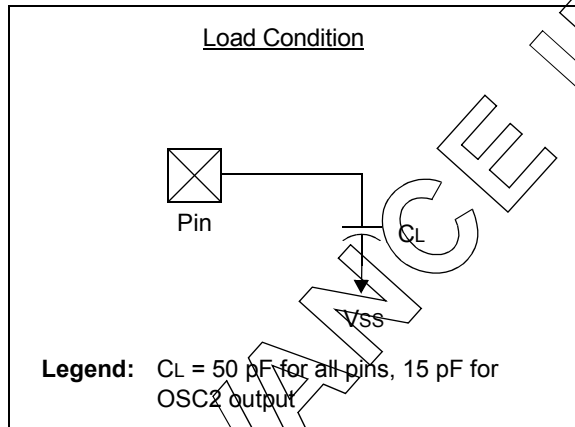 Load Condition
Pin
CL
VSS
Legend: CL = 50 pF for all pins, 15 pF for
OSC2 output